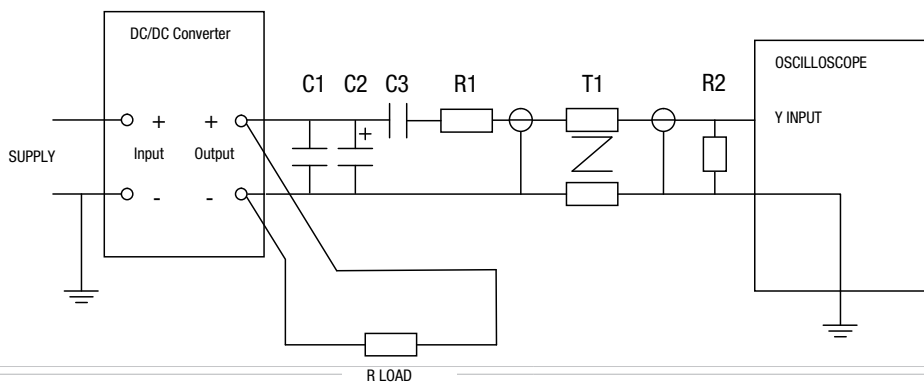 DC/DC Converter
OSCILLOSCOPE
C1 C2 C3 R1 T1 R2
+ + + Y INPUT
SUPPLY Input Output
- -
R LOAD